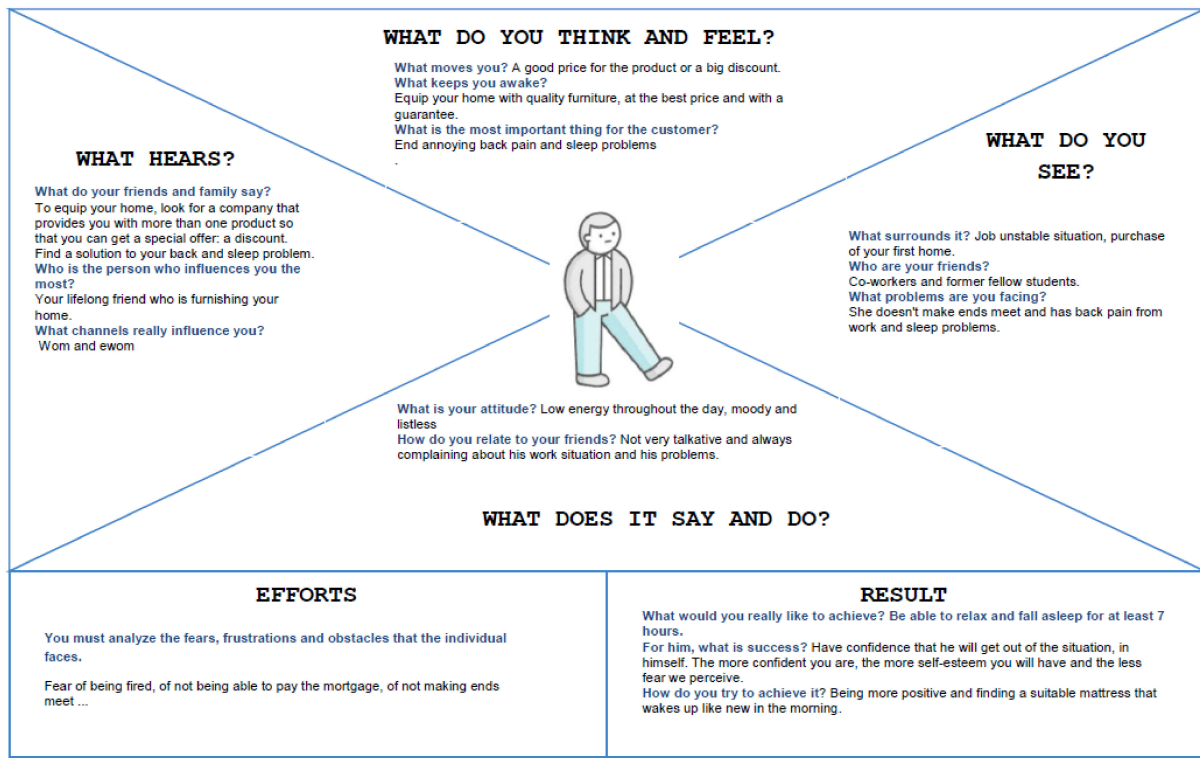 WHAT DO YOU THINK AND FEEL?
What moves you? A good price for the product or a big discount.
What keeps you awake?
Equip your home with quality furniture, at the best price and with a
guarantee.
What is the most important thing for the customer?
End annoying back pain and sleep problems
.
WHAT HEARS?
What do your friends and family say?
To equip your home, look for a company that
provides you with more than one product so
that you can get a special offer: a discount.
Find a solution to your back and sleep problem.
Who is the person who influences you the
most?
Your lifelong friend who is furnishing your
home.
What channels really influence you?
Wom and ewom
WHAT DO YOU
SEE?
What surrounds it? Job unstable situation, purchase
of your first home.
Who are your friends?
Co-workers and former fellow students.
What problems are you facing?
She doesn't make ends meet and has back pain from
work and sleep problems.
What is your attitude? Low energy throughout the day, moody and
listless
How do you relate to your friends? Not very talkative and always
complaining about his work situation and his problems.
WHAT DOES IT SAY AND DO?
EFFORTS
You must analyze the fears, frustrations and obstacles that the individual
faces.
Fear of being fired, of not being able to pay the mortgage, of not making ends
meet ...
RESULT
What would you really like to achieve? Be able to relax and fall asleep for at least 7
hours.
For him, what is success? Have confidence that he will get out of the situation, in
himself. The more confident you are, the more self-esteem you will have and the less
fear we perceive.
How do you try to achieve it? Being more positive and finding a suitable mattress that
wakes up like new in the morning.